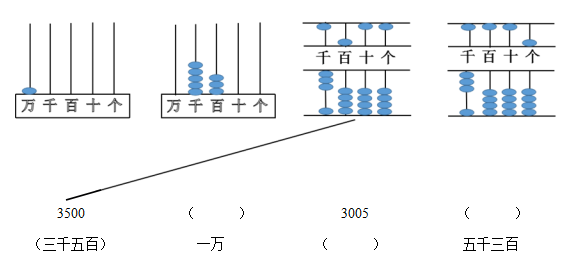 千 百 十 个
千 百 十 个
万 千 百 十 个
万 千 百 十 个
3500
（ ）
3005
（ ）
（三千五百）
一万
（ ）
五千三百